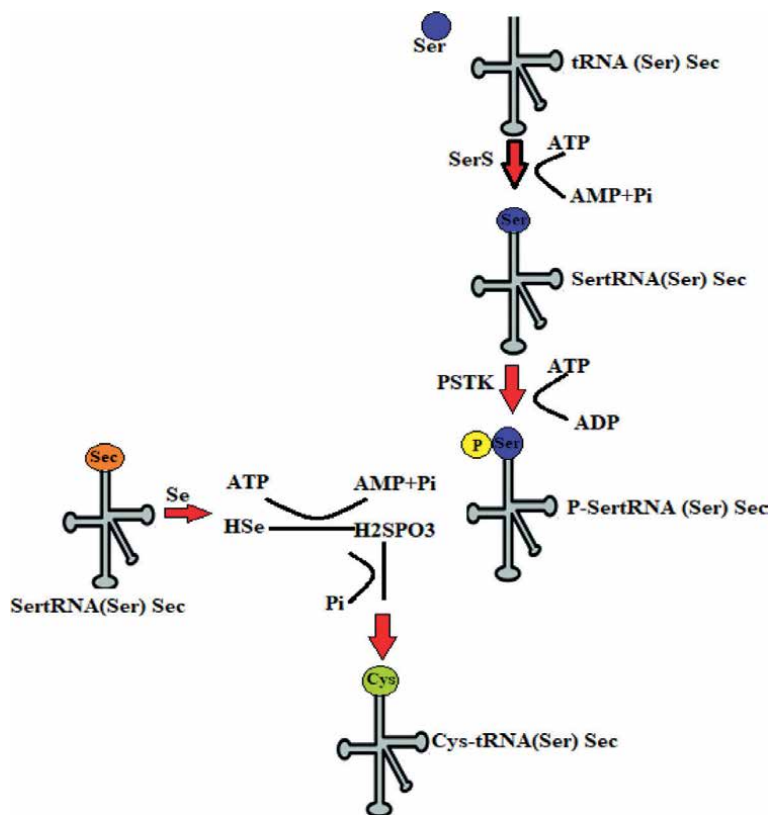 Ser
tRNA (Ser) Sec
SerS
ATP
AMP+Pi
Ser
SertRNA(Ser) Sec
PSTK
ATP
ADP
P
Ser
P-SertRNA (Ser) Sec
Sec
Se
ATP
AMP+Pi
HSe
H2SPO3
Pi
SertRNA(Ser) Sec
Cys
Cys-tRNA(Ser) Sec